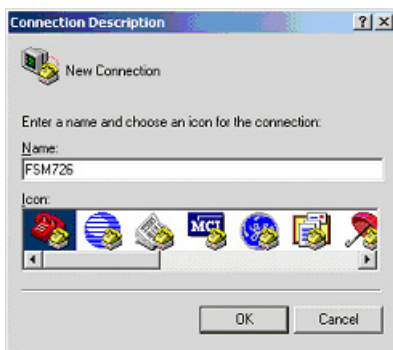 Connection Description
New Connection
Enter a name and choose an icon for the connection:
Name:
FSM726
Icon:
MCI
OK Cancel